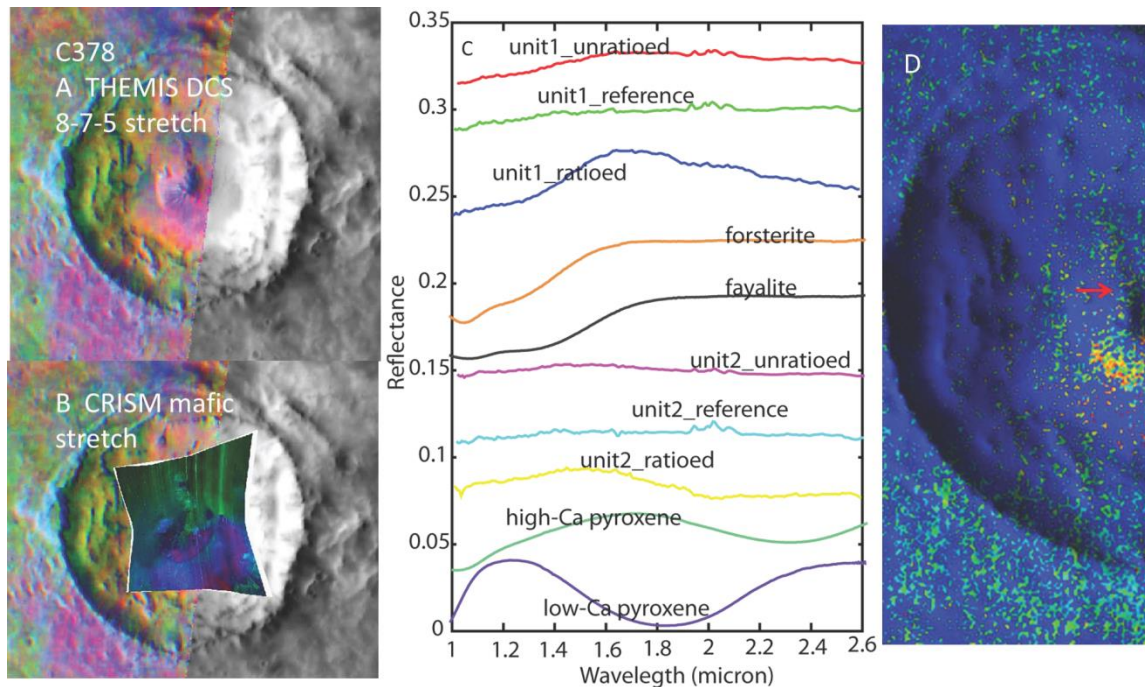 C378
A THEMIS DCS
8-7-5 stretch
B CRISM mafic
stretch
C
Reflectance
0.35
0.3
0.25
0.2
0.15
0.1
0.05
0
unit1_unratioed
unit1_reference
unit1_ratioed
forsterite
fayalite
unit2_unratioed
unit2_reference
unit2_ratioed
high-Ca pyroxene
low-Ca pyroxene
1 1.2 1.4 1.6 1.8 2 2.2 2.4 2.6
Wavelegth (micron)
D